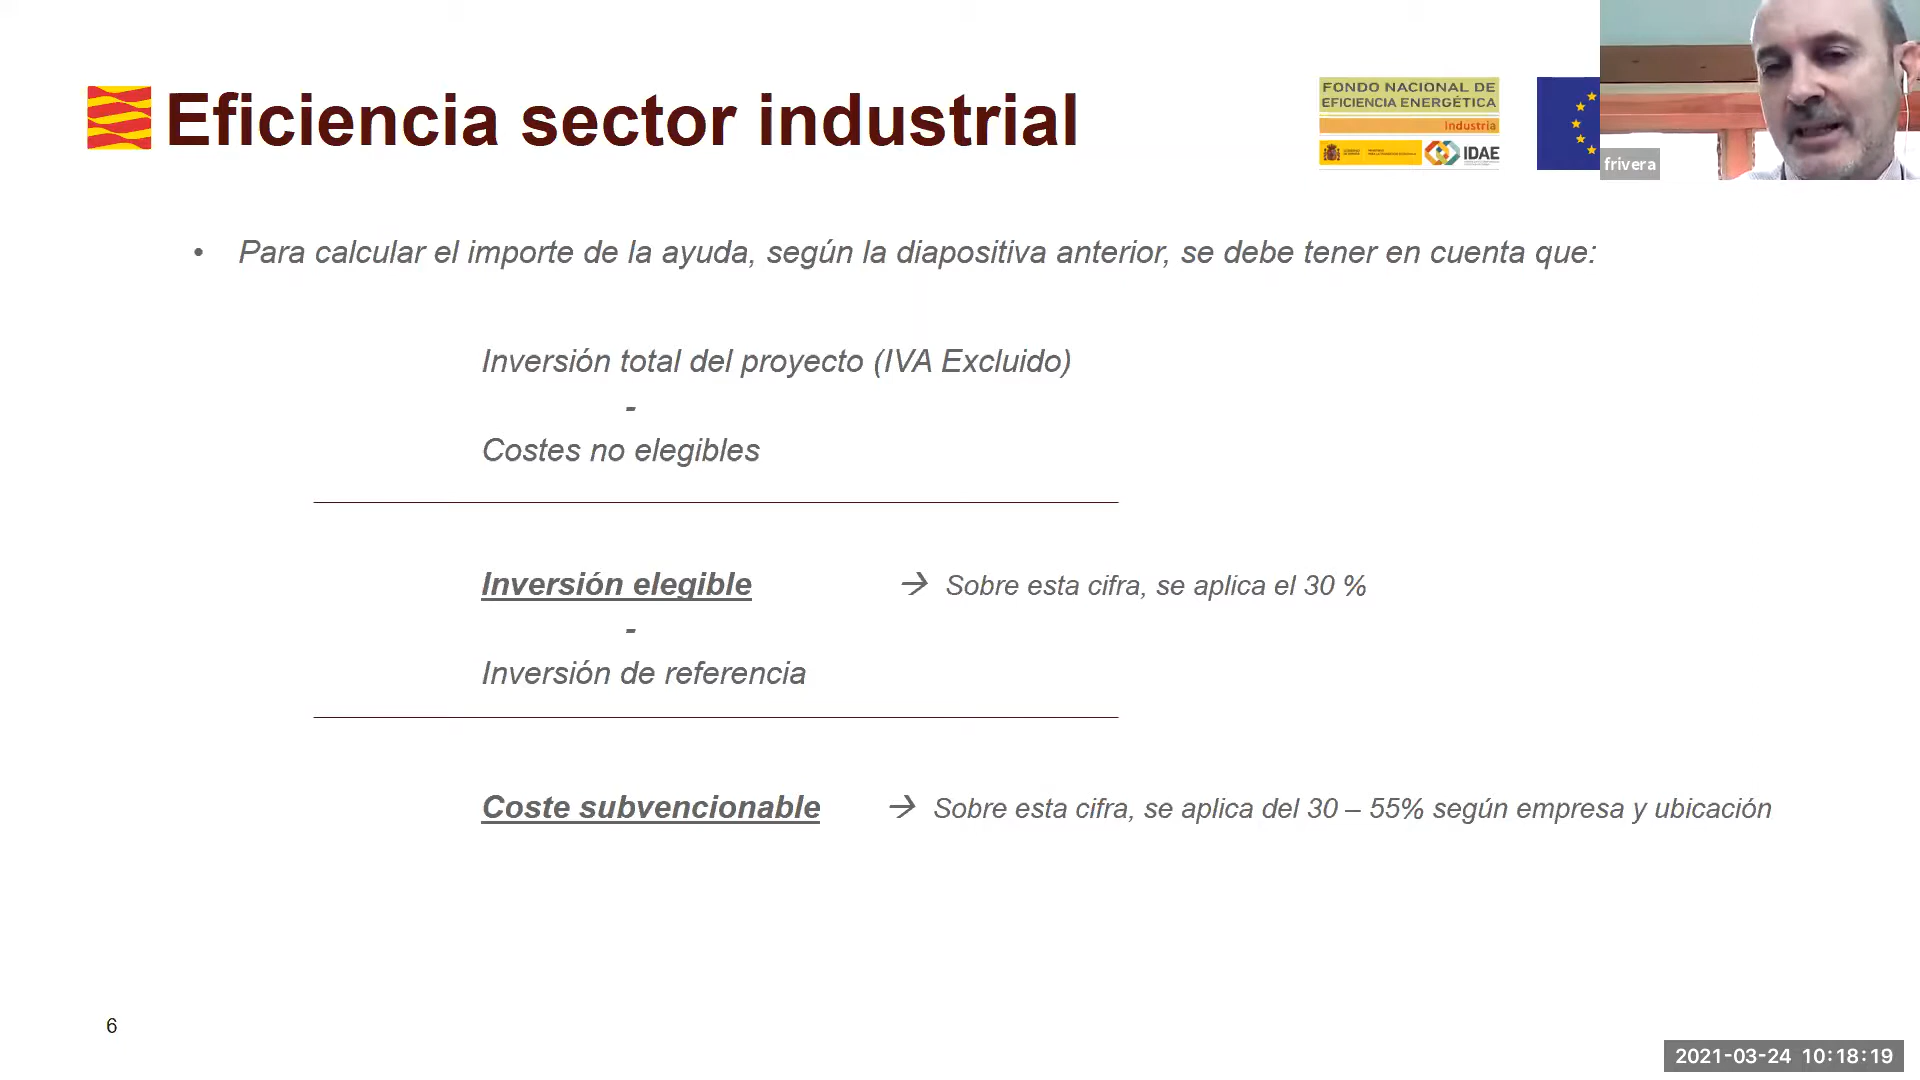 Eficiencia sector industrial
FONDO NACIONAL DE
EFICIENCIA ENERGÉTICA
Industria
IDAE
frivera
• Para calcular el importe de la ayuda, según la diapositiva anterior, se debe tener en cuenta que:
Inversión total del proyecto (IVA Excluido)
-
Costes no elegibles
Inversión elegible → Sobre esta cifra, se aplica el 30 %
-
Inversión de referencia
Coste subvencionable → Sobre esta cifra, se aplica del 30 – 55% según empresa y ubicación
6
2021-03-24 10:18:19